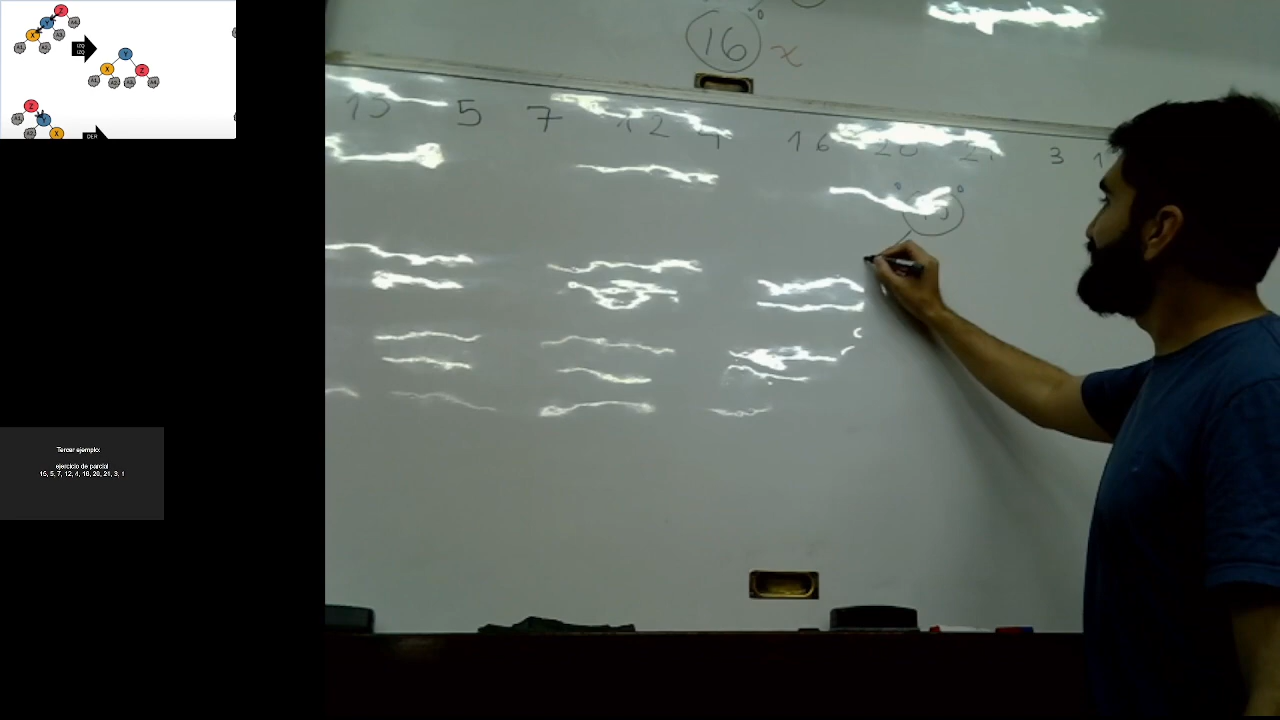 Z
Y
X
IZQ
IZQ
Y
X
Z
Z
Y
X
DER
16 x
15 5 7 12 4 16 20 21 3 1
Tercer ejemplo:
ejercicio de parcial
15, 5, 7, 12, 4, 16, 20, 21, 3, 1